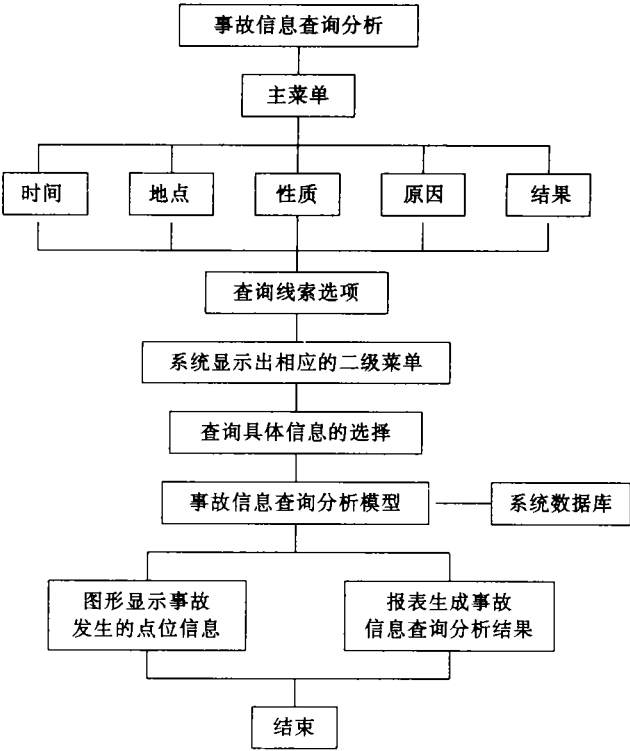 事故信息查询分析
主菜单
时间
地点
性质
原因
结果
查询线索选项
系统显示出相应的二级菜单
查询具体信息的选择
事故信息查询分析模型
系统数据库
图形显示事故
发生的点位信息
报表生成事故
信息查询分析结果
结束